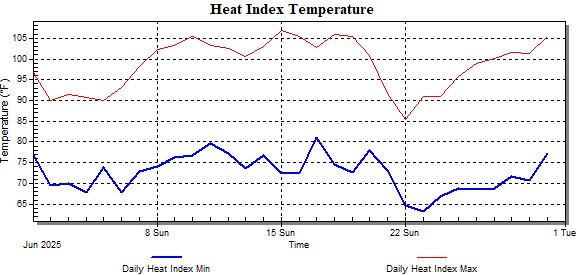 Heat Index Temperature
Temperature (°F)
105
100
95
90
85
80
75
70
65
8 Sun
15 Sun
22 Sun
1 Tue
Jun 2025
Time
Daily Heat Index Min
Daily Heat Index Max